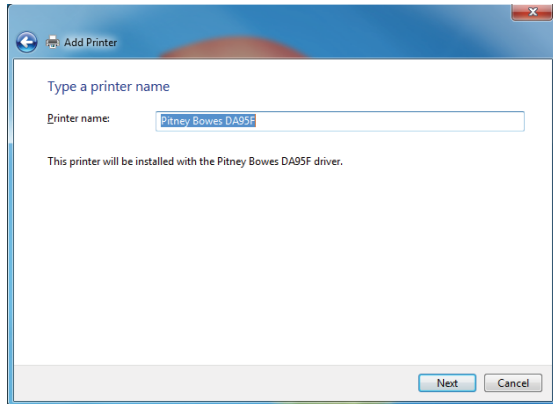 Add Printer
Type a printer name
Printer name:
Pitney Bowes DA95F
This printer will be installed with the Pitney Bowes DA95F driver.
Next
Cancel